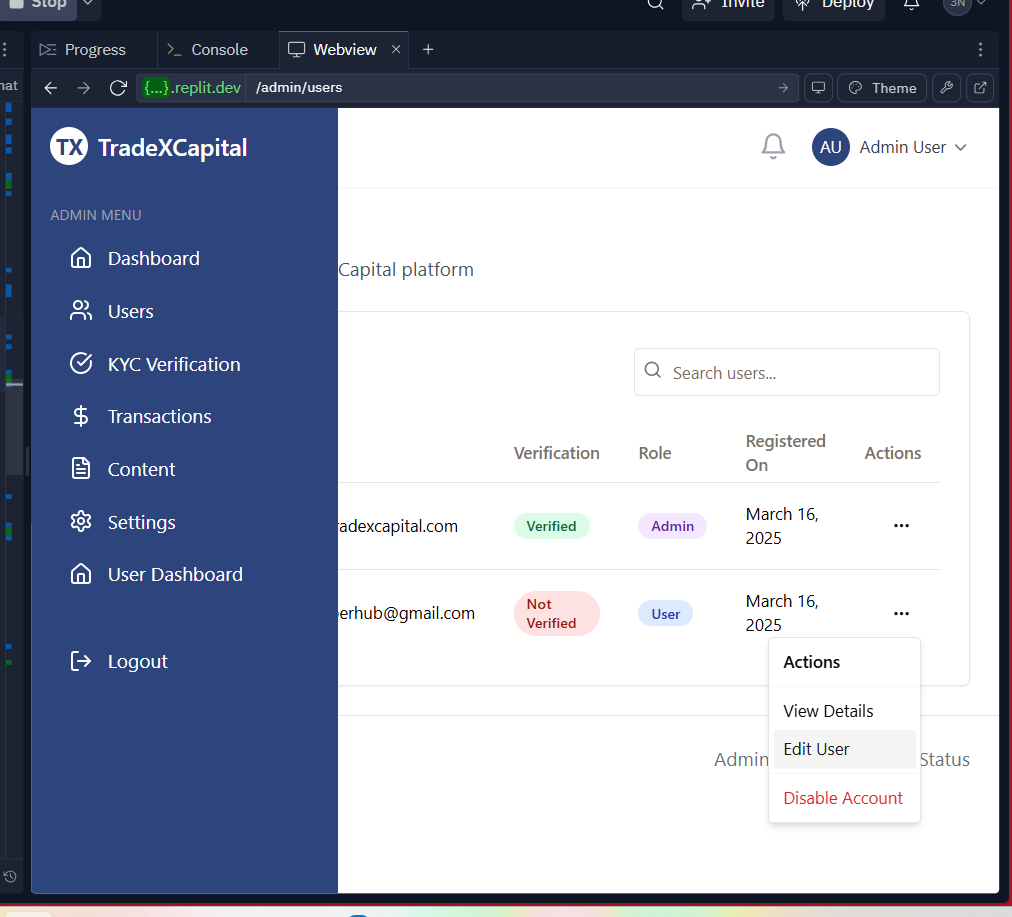 Stop
Invite
Deploy
3N
Progress
Console
Webview
hat
{...}.replit.dev
/admin/users
Theme
TX
TradeXCapital
AU
Admin User
ADMIN MENU
Dashboard
Users
KYC Verification
Transactions
Content
Settings
User Dashboard
Logout
Capital platform
Search users...
Verification
Role
Registered
On
Actions
radexcapital.com
Verified
Admin
March 16,
2025
erhub@gmail.com
Not
Verified
User
March 16,
2025
Actions
View Details
Edit User
Disable Account
Admin
Status